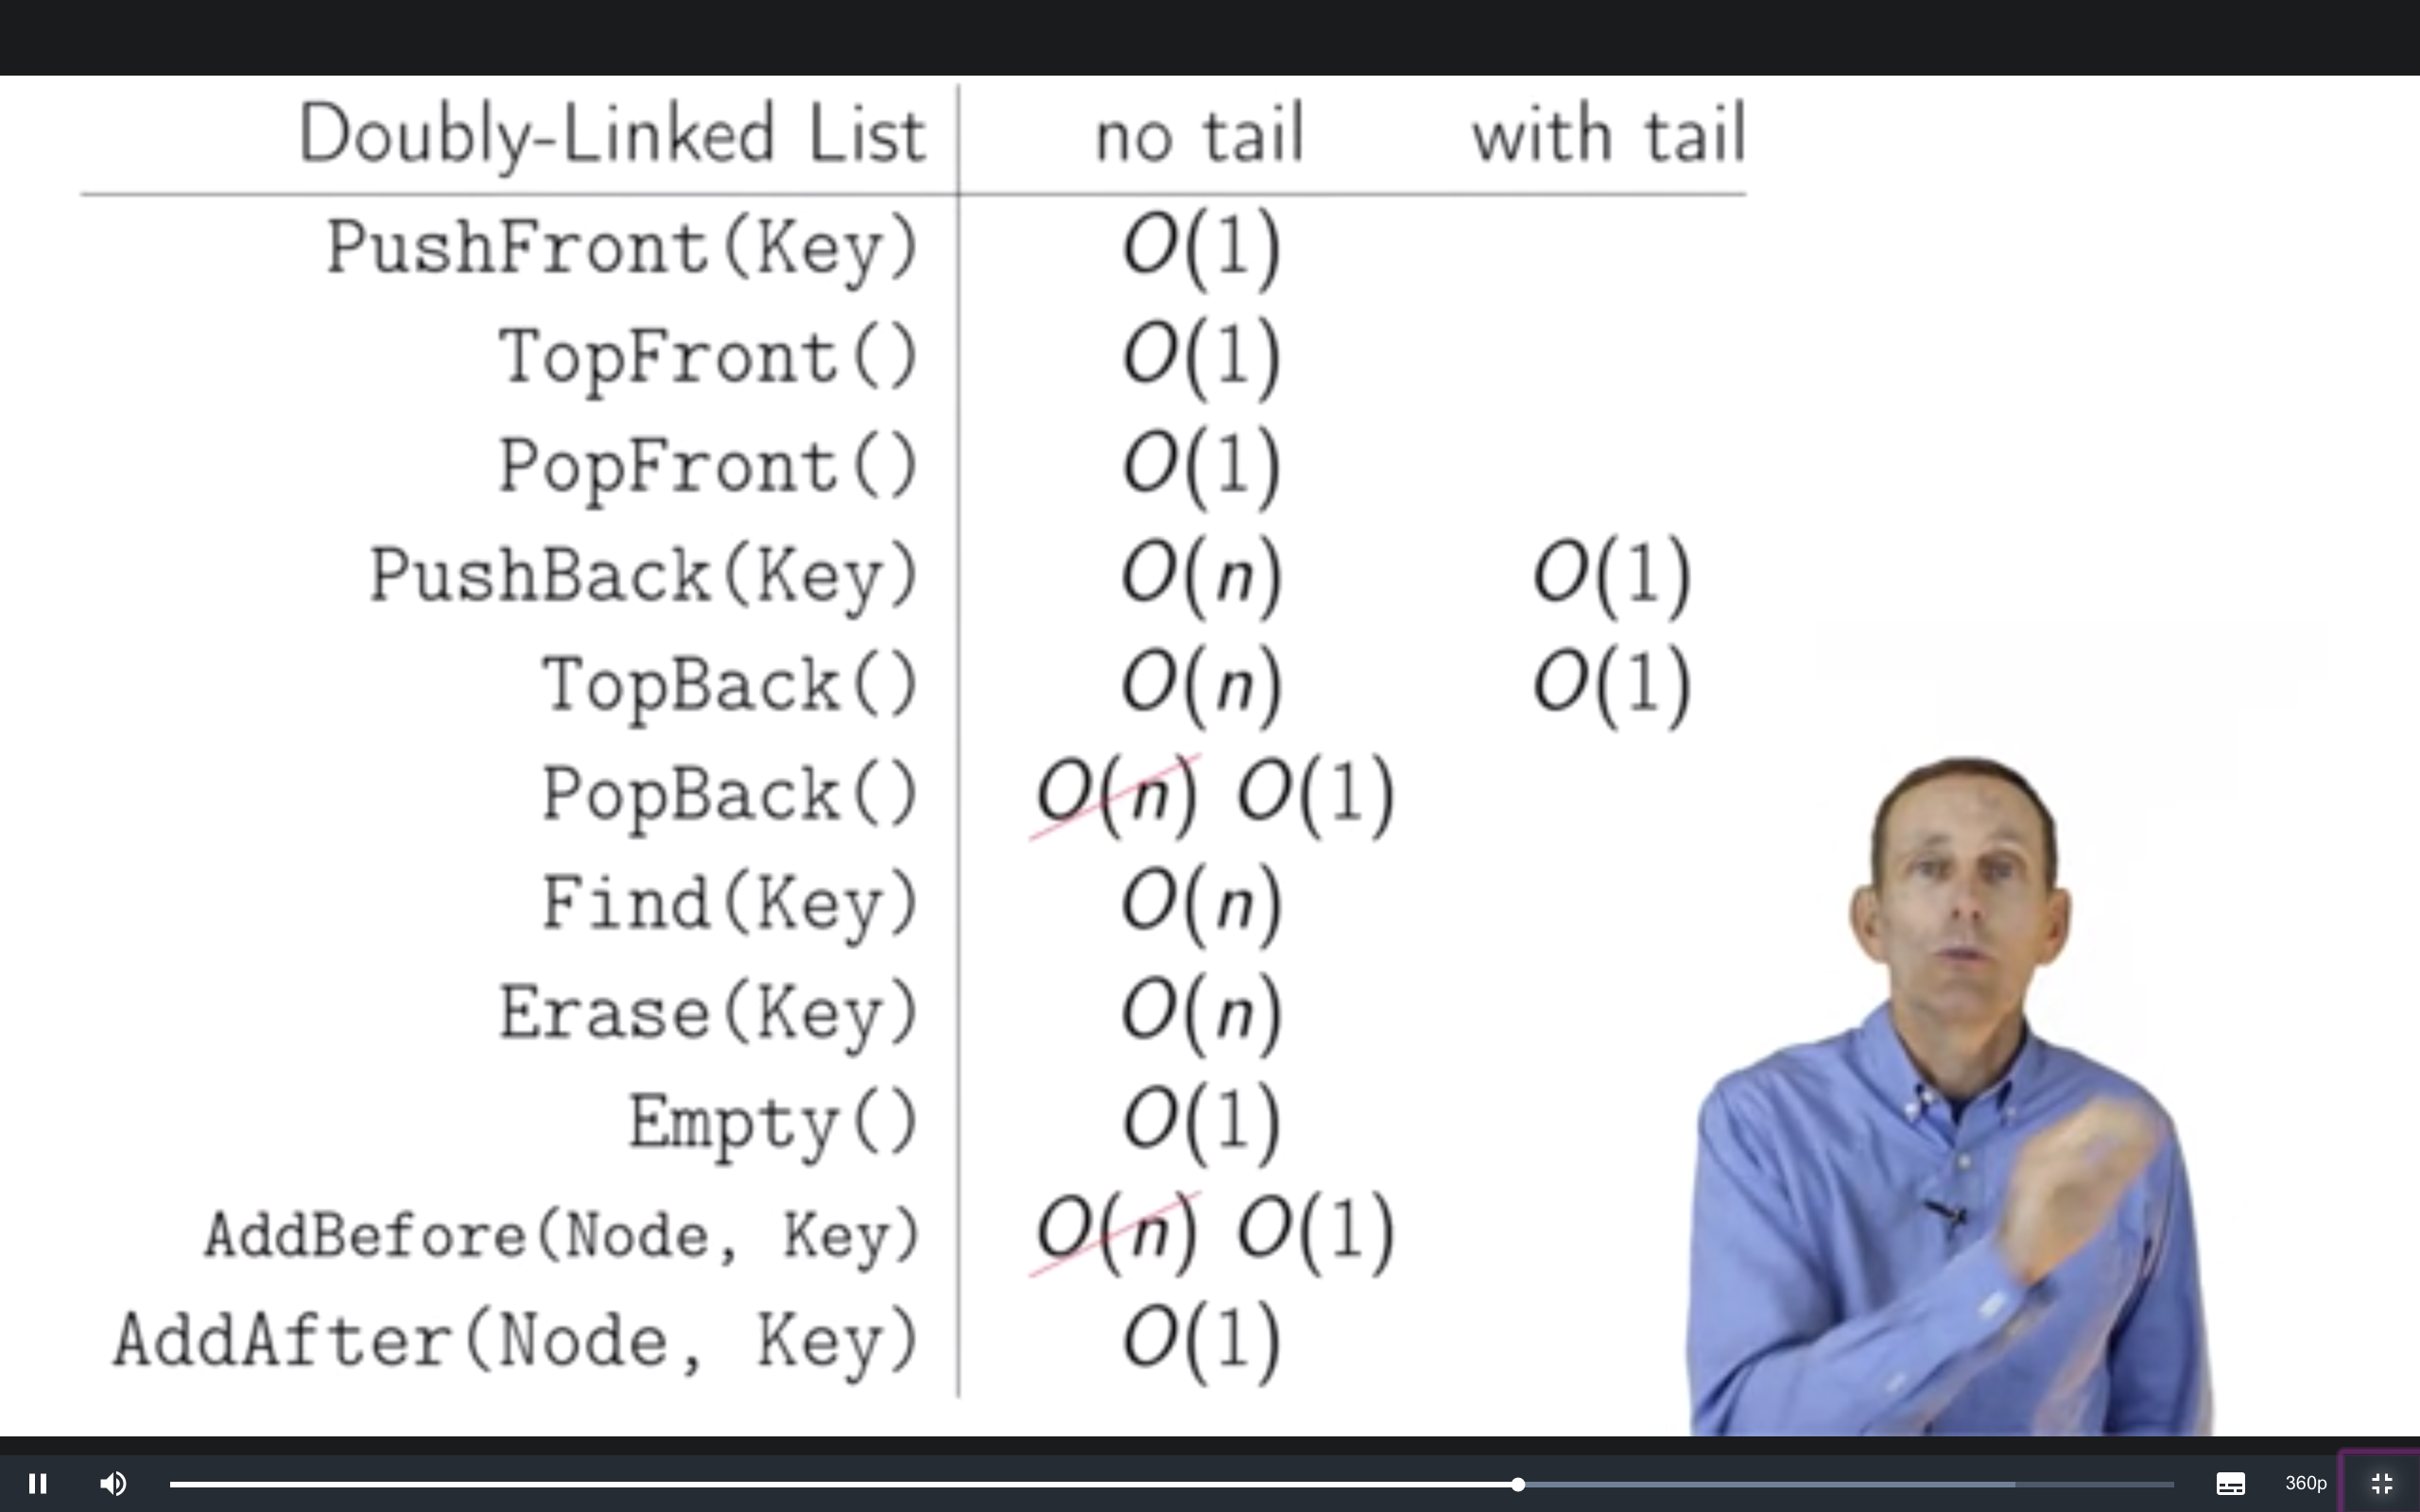 Doubly-Linked List no tail with tail
PushFront(Key) O(1)
TopFront() O(1)
PopFront() O(1)
PushBack(Key) O(n) O(1)
TopBack() O(n) O(1)
PopBack() O(n) O(1)
Find(Key) O(n)
Erase(Key) O(n)
Empty() O(1)
AddBefore(Node, Key) O(n) O(1)
AddAfter(Node, Key) O(1)
360p